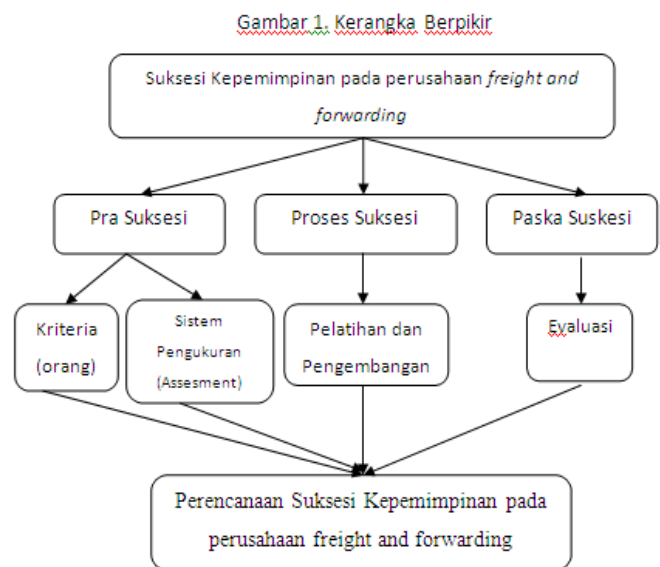 Gambar 1. Kerangka Berpikir
Suksesi Kepemimpinan pada perusahaan freight and
forwarding
Pra Suksesi
Proses Suksesi
Paska Suskesi
Kriteria
(orang)
Sistem
Pengukuran
(Assesment)
Pelatihan dan
Pengembangan
Evaluasi
Perencanaan Suksesi Kepemimpinan pada
perusahaan freight and forwarding